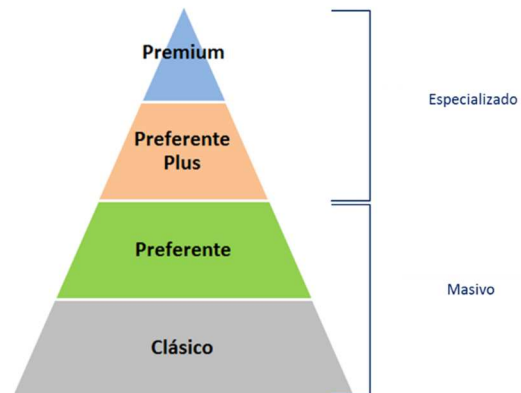 Premium
Especializado
Preferente
Plus
Preferente
Masivo
Clásico